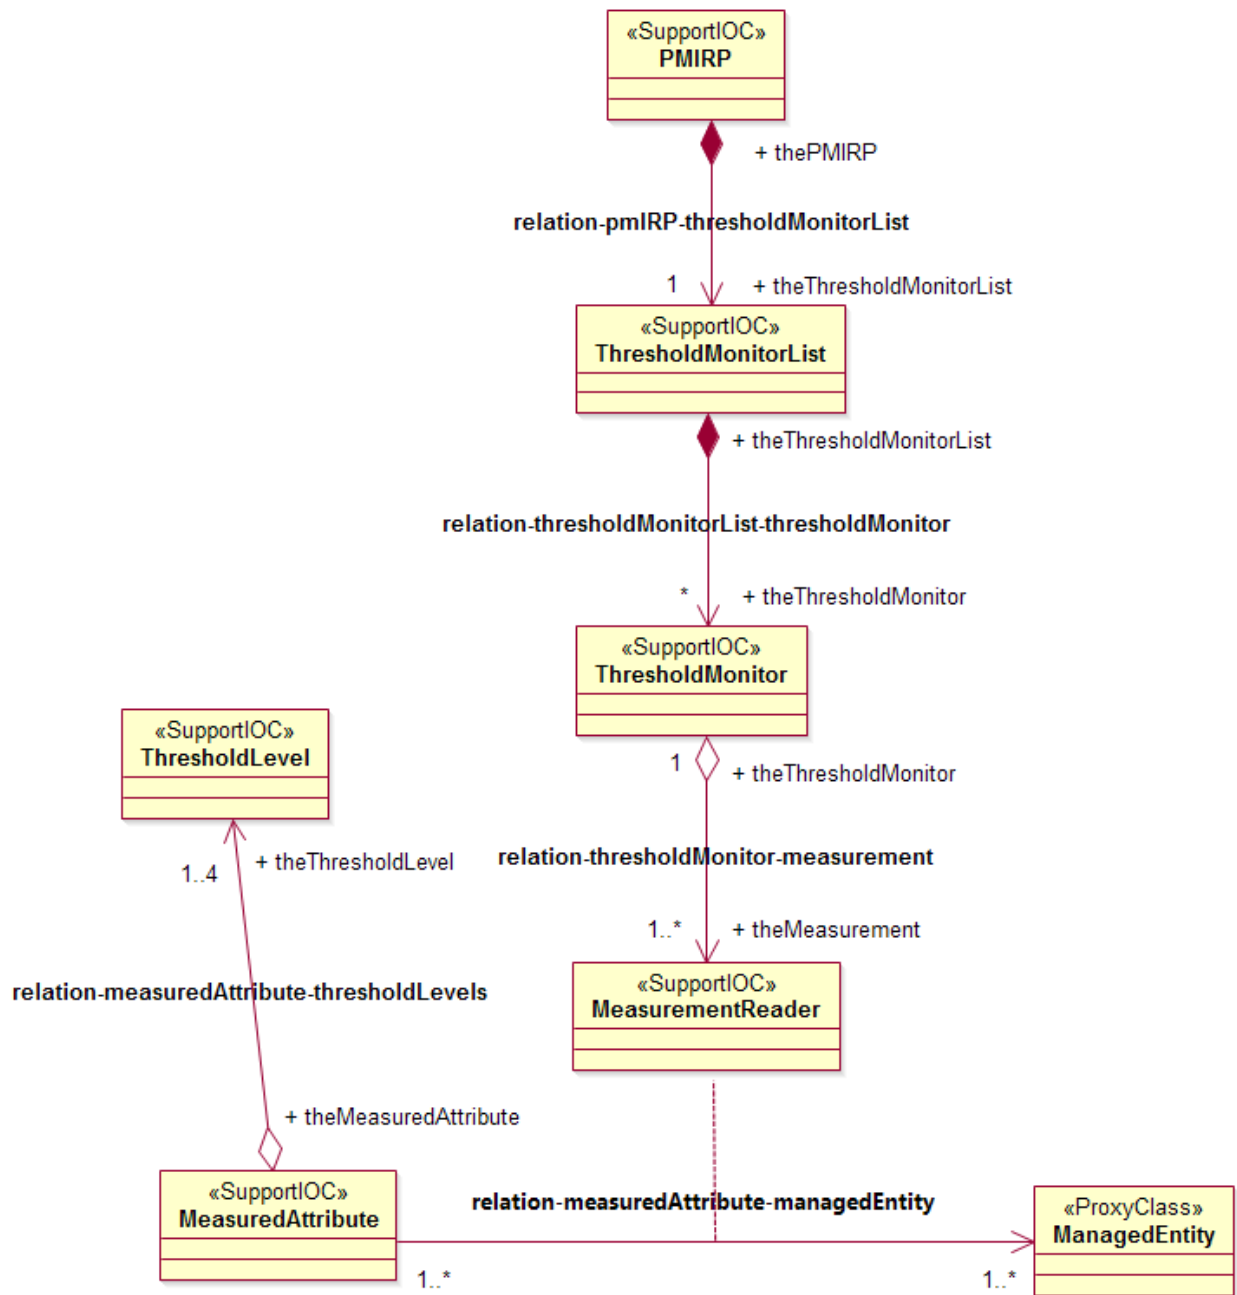 «SupportIOC»
PMIRP
+ thePMIRP
relation-pmIRP-thresholdMonitorList
1
+ theThresholdMonitorList
«SupportIOC»
ThresholdMonitorList
+ theThresholdMonitorList
relation-thresholdMonitorList-thresholdMonitor
*
+ theThresholdMonitor
«SupportIOC»
ThresholdMonitor
1
+ theThresholdMonitor
«SupportIOC»
ThresholdLevel
1..4
+ theThresholdLevel
relation-thresholdMonitor-measurement
1..*
+ theMeasurement
«SupportIOC»
MeasurementReader
relation-measuredAttribute-thresholdLevels
+ theMeasuredAttribute
«SupportIOC»
MeasuredAttribute
relation-measuredAttribute-managedEntity
1..*
1..*
«ProxyClass»
ManagedEntity